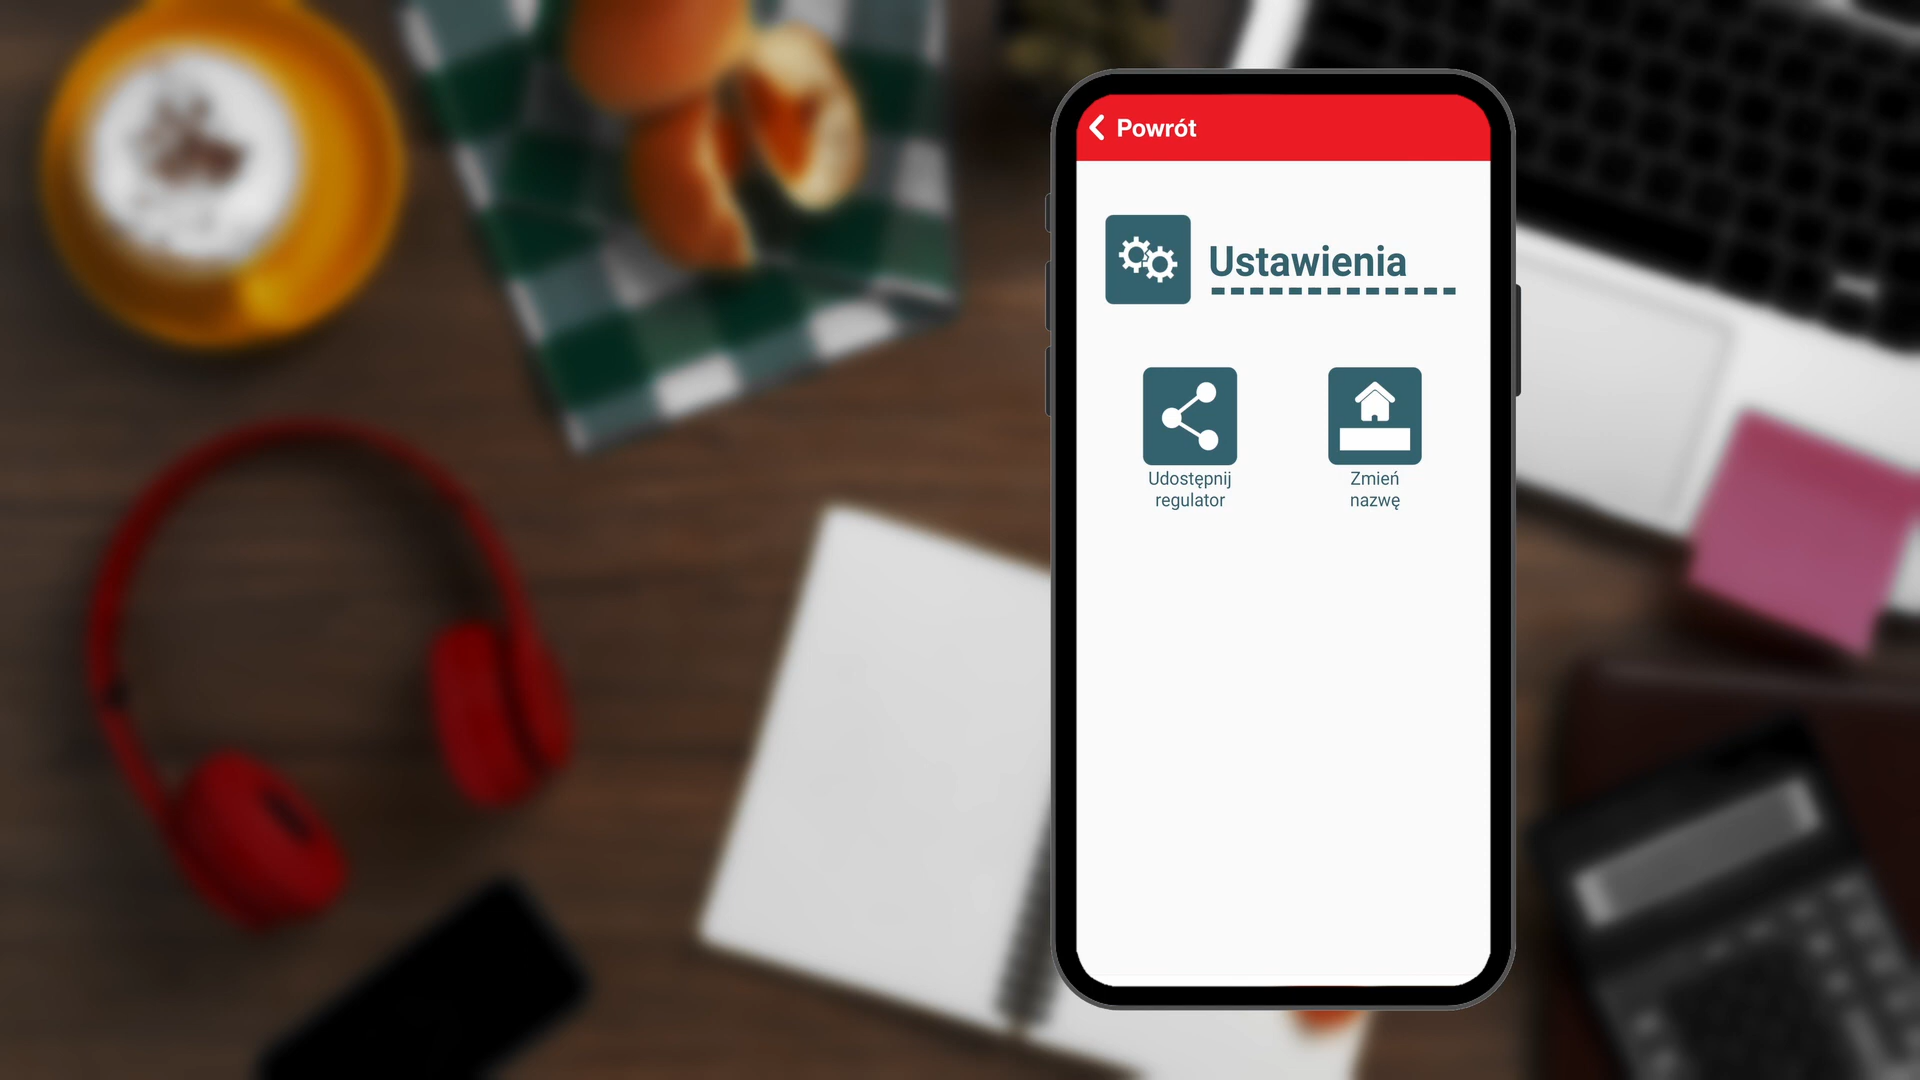 Powrót
Ustawienia
Udostępnij
regulator
Zmień
nazwę